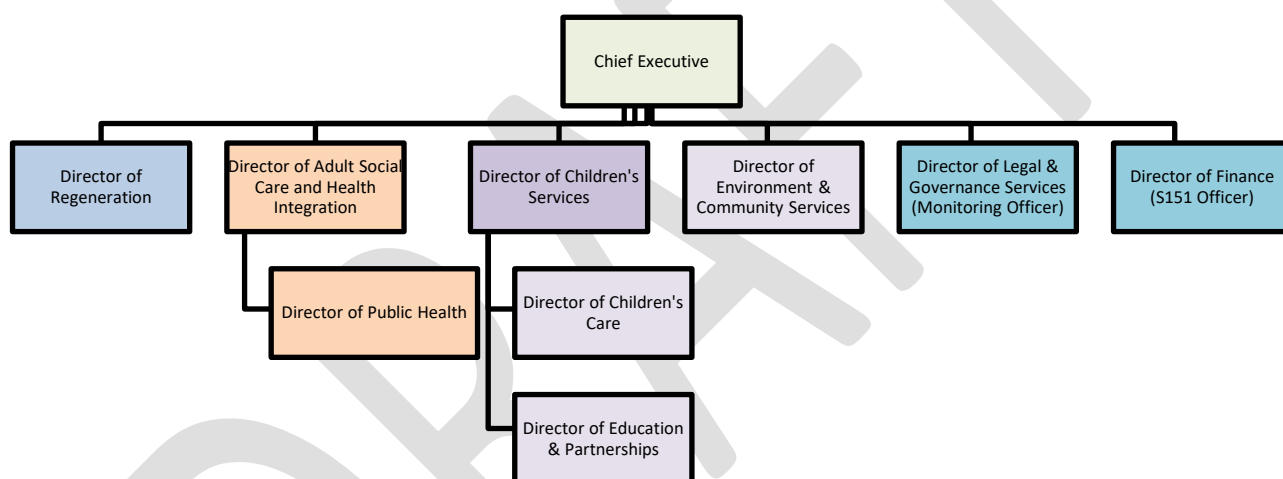 Chief Executive
Director of
Regeneration
Director of Adult Social
Care and Health
Integration
Director of Children's
Services
Director of
Environment &
Community Services
Director of Legal &
Governance Services
(Monitoring Officer)
Director of Finance
(S151 Officer)
Director of Public Health
Director of Children's
Care
Director of Education
& Partnerships
DRAFT